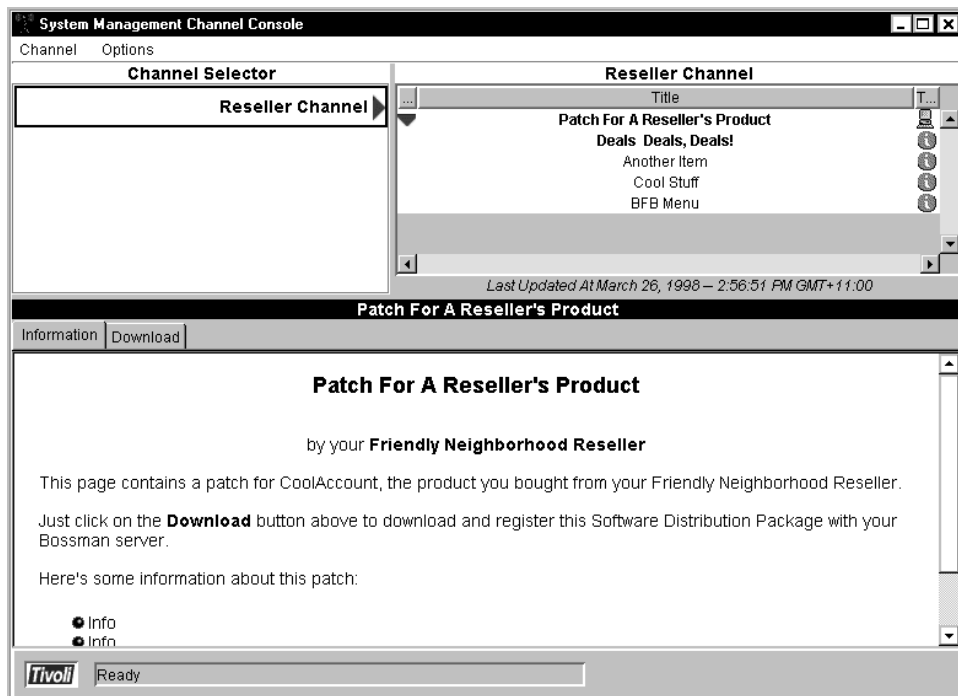 System Management Channel Console
Channel Options
Channel Selector
Reseller Channel
Reseller Channel
... Title T...
Patch For A Reseller's Product
Deals Deals, Deals!
Another Item
Cool Stuff
BFB Menu
Last Updated At March 26, 1998 -- 2:56:51 PM GMT+11:00
Patch For A Reseller's Product
Information Download
Patch For A Reseller's Product
by your Friendly Neighborhood Reseller
This page contains a patch for CoolAccount, the product you bought from your Friendly Neighborhood Reseller.
Just click on the Download button above to download and register this Software Distribution Package with your
Bossman server.
Here's some information about this patch:
Info
Info
Tivoli Ready